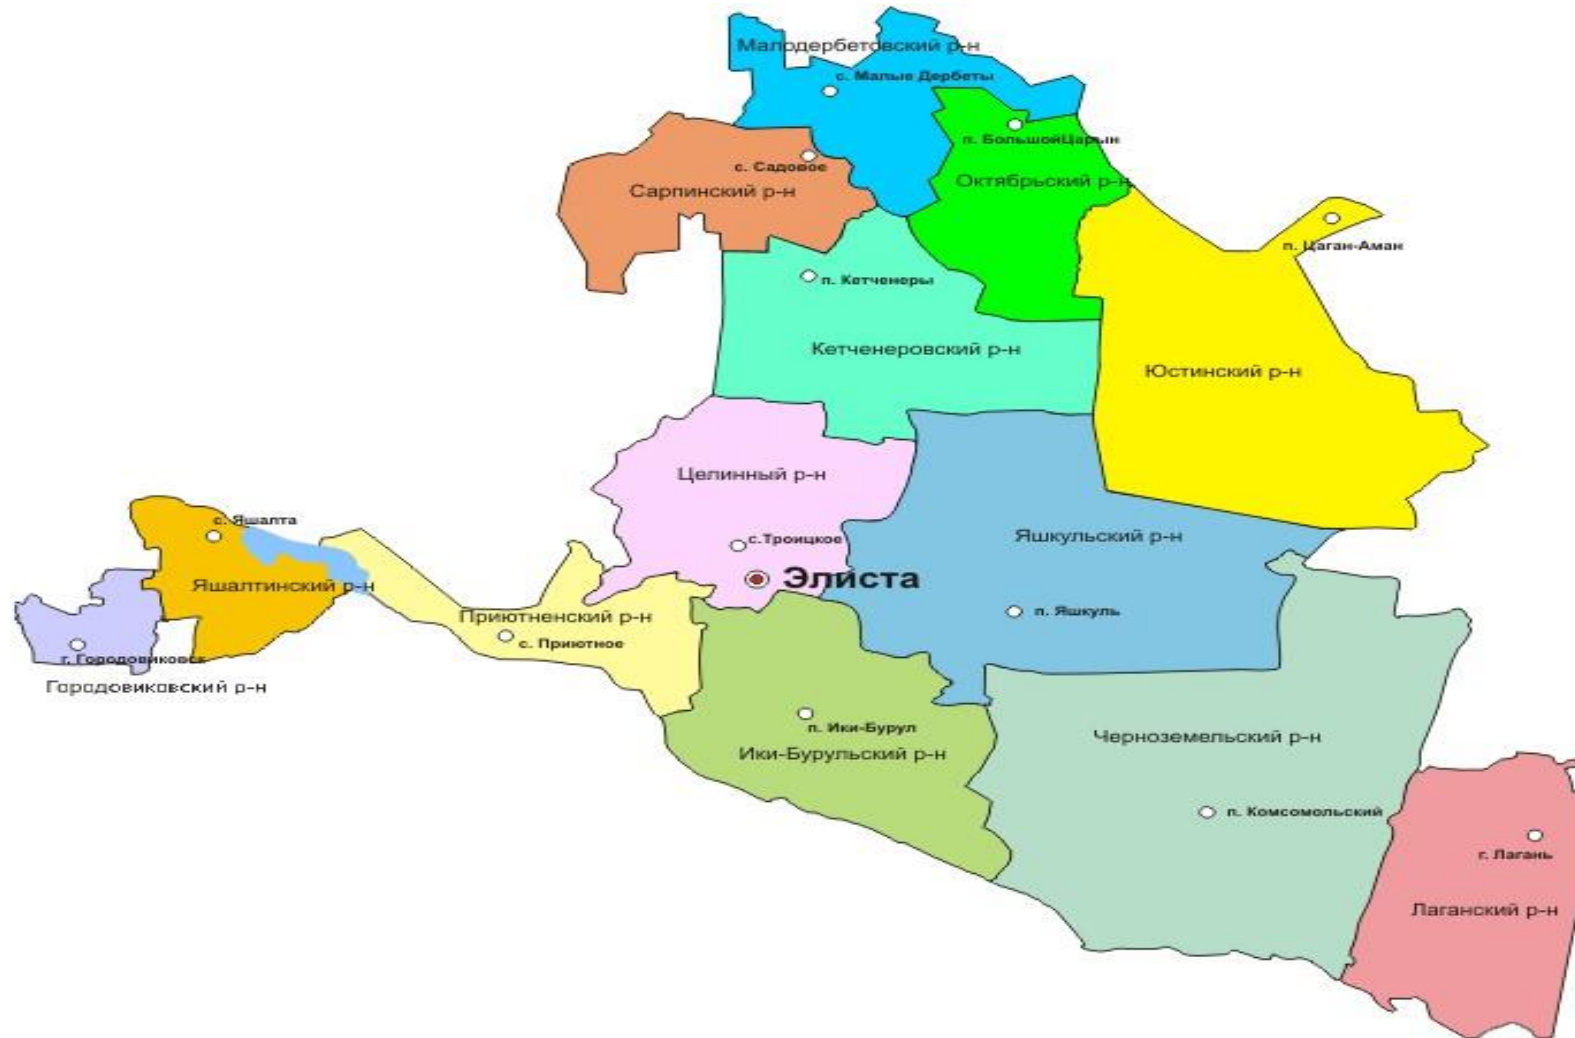 Малодербетовский р-н
с. Малые Дербеты
п. БольшойЦарын
с. Садовое
Октябрьский р-н
Сарпинский р-н
п. Цаган-Аман
п. Кетченеры
Кетченеровский р-н
Юстинский р-н
Целинный р-н
с. Яшалта
с.Троицкое
Яшкульский р-н
Элиста
Яшалтинский р-н
п. Яшкуль
Приютненский р-н
с. Приютное
г. Городовиковск
Городовиковский р-н
п. Ики-Бурул
Черноземельский р-н
Ики-Бурульский р-н
п. Комсомольский
г. Лагань
Лаганский р-н